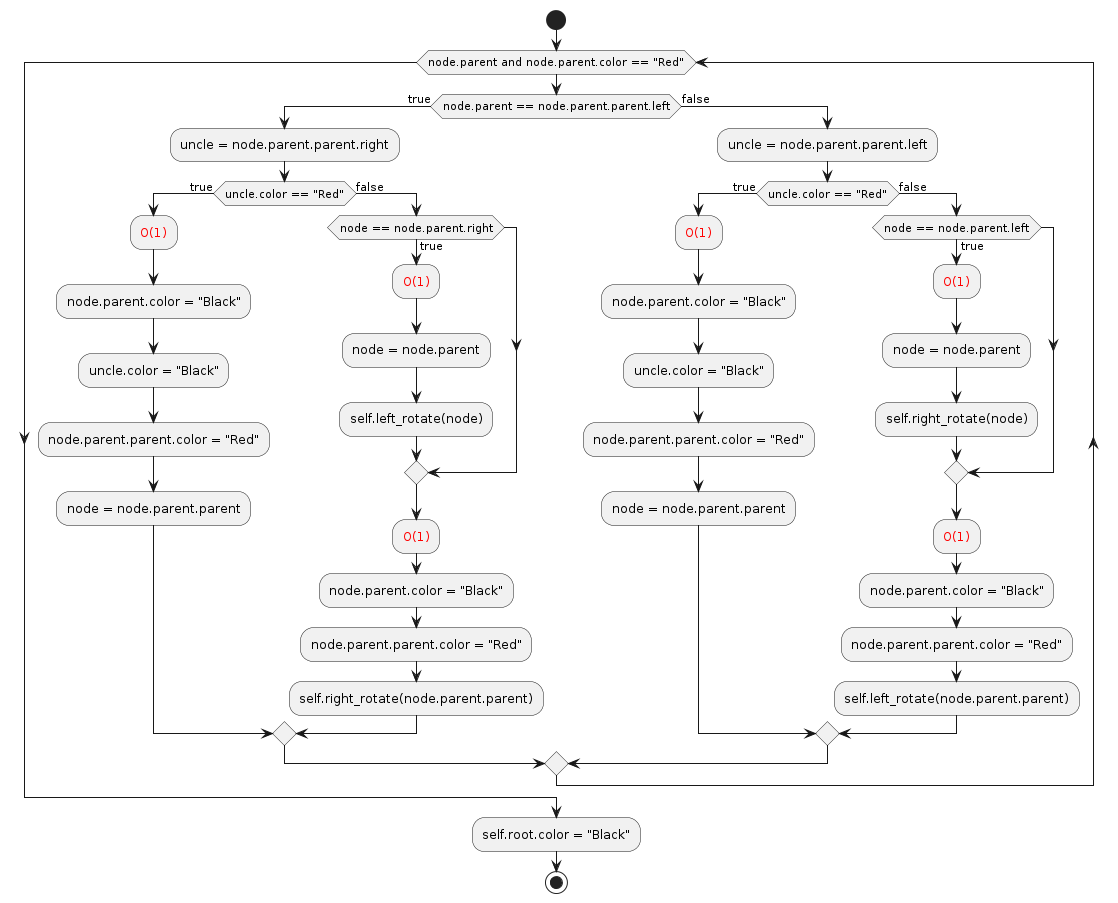 node.parent and node.parent.color == "Red"
true
node.parent == node.parent.parent.left
false
uncle = node.parent.parent.right
true
uncle.color == "Red"
false
O(1)
node.parent.color = "Black"
uncle.color = "Black"
node.parent.parent.color = "Red"
node = node.parent.parent
node == node.parent.right
true
O(1)
node = node.parent
self.left_rotate(node)
O(1)
node.parent.color = "Black"
node.parent.parent.color = "Red"
self.right_rotate(node.parent.parent)
uncle = node.parent.parent.left
true
uncle.color == "Red"
false
O(1)
node.parent.color = "Black"
uncle.color = "Black"
node.parent.parent.color = "Red"
node = node.parent.parent
node == node.parent.left
true
O(1)
node = node.parent
self.right_rotate(node)
O(1)
node.parent.color = "Black"
node.parent.parent.color = "Red"
self.left_rotate(node.parent.parent)
self.root.color = "Black"